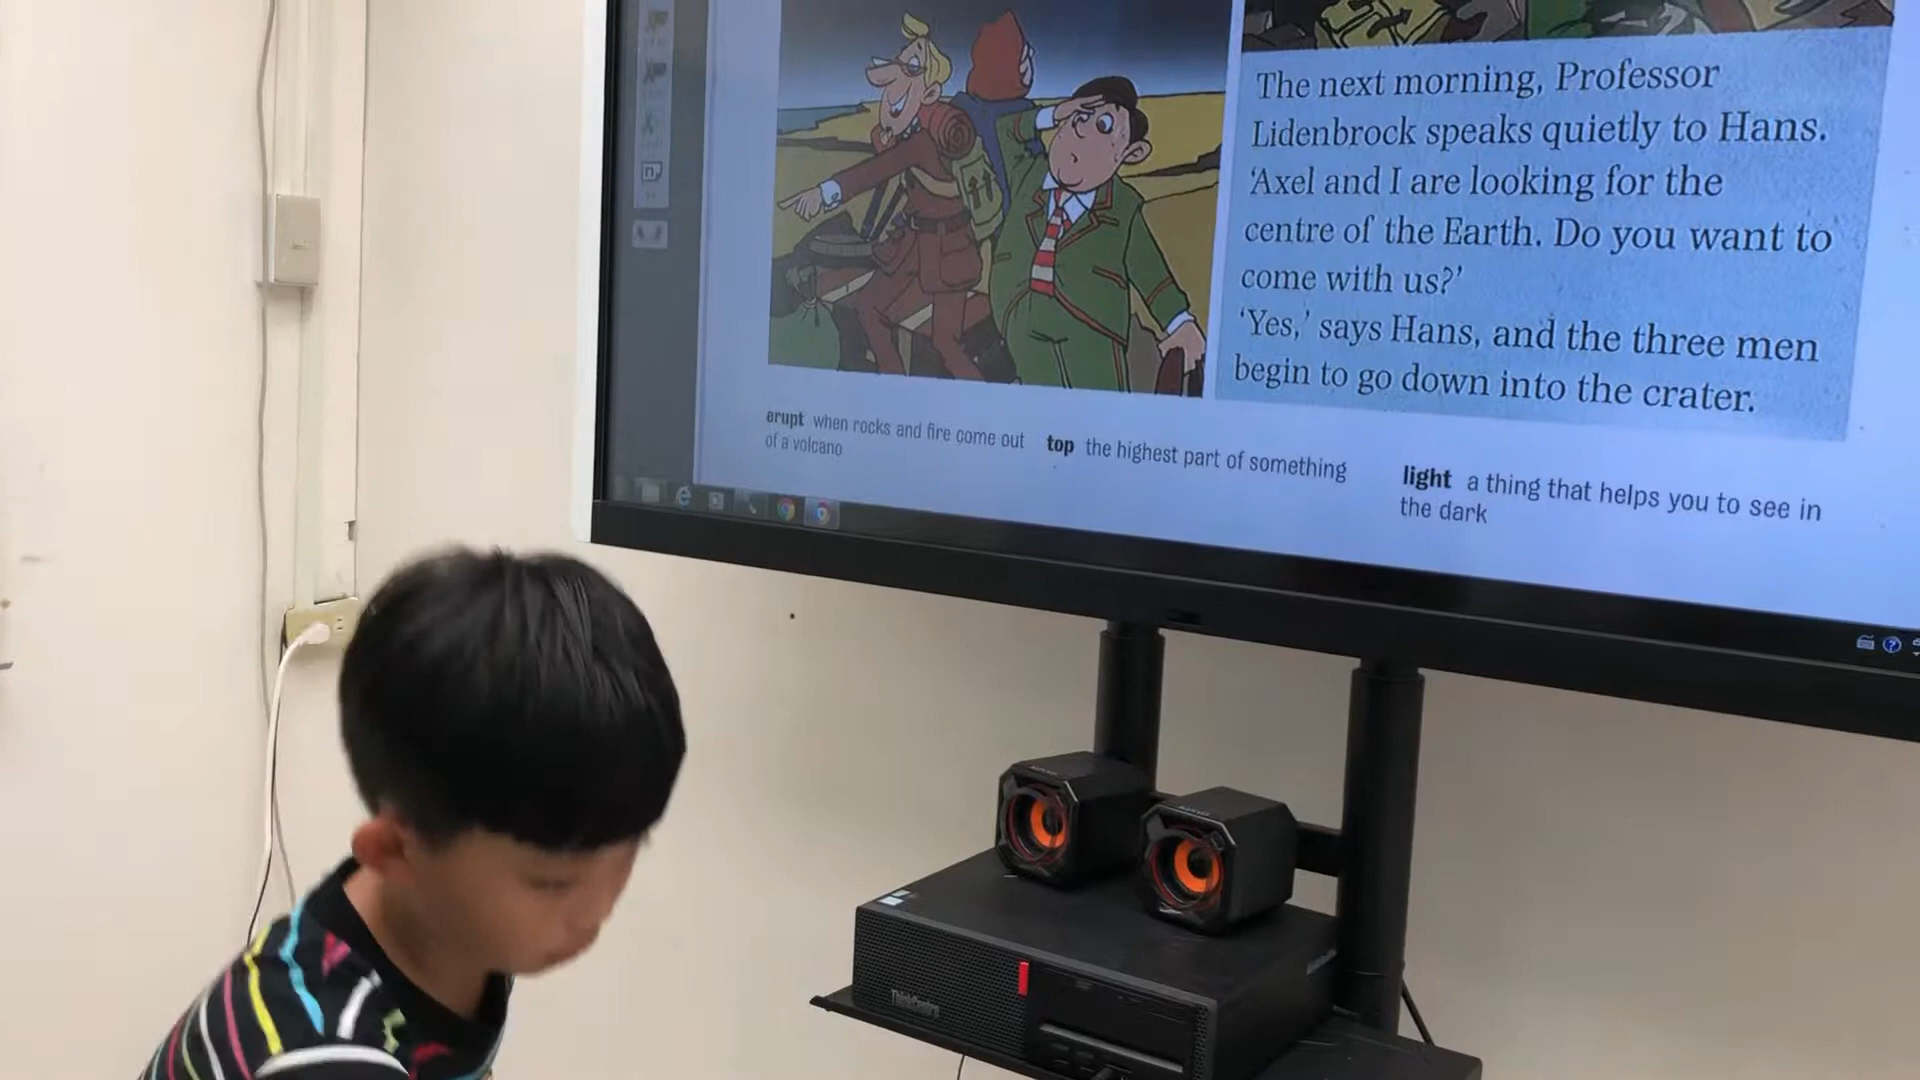 The next morning, Professor
Lidenbrock speaks quietly to Hans.
'Axel and I are looking for the
centre of the Earth. Do you want to
come with us?'
'Yes,' says Hans, and the three men
begin to go down into the crater.
erupt when rocks and fire come out
of a volcano
top the highest part of something
light a thing that helps you to see in
the dark
ThinkCentre